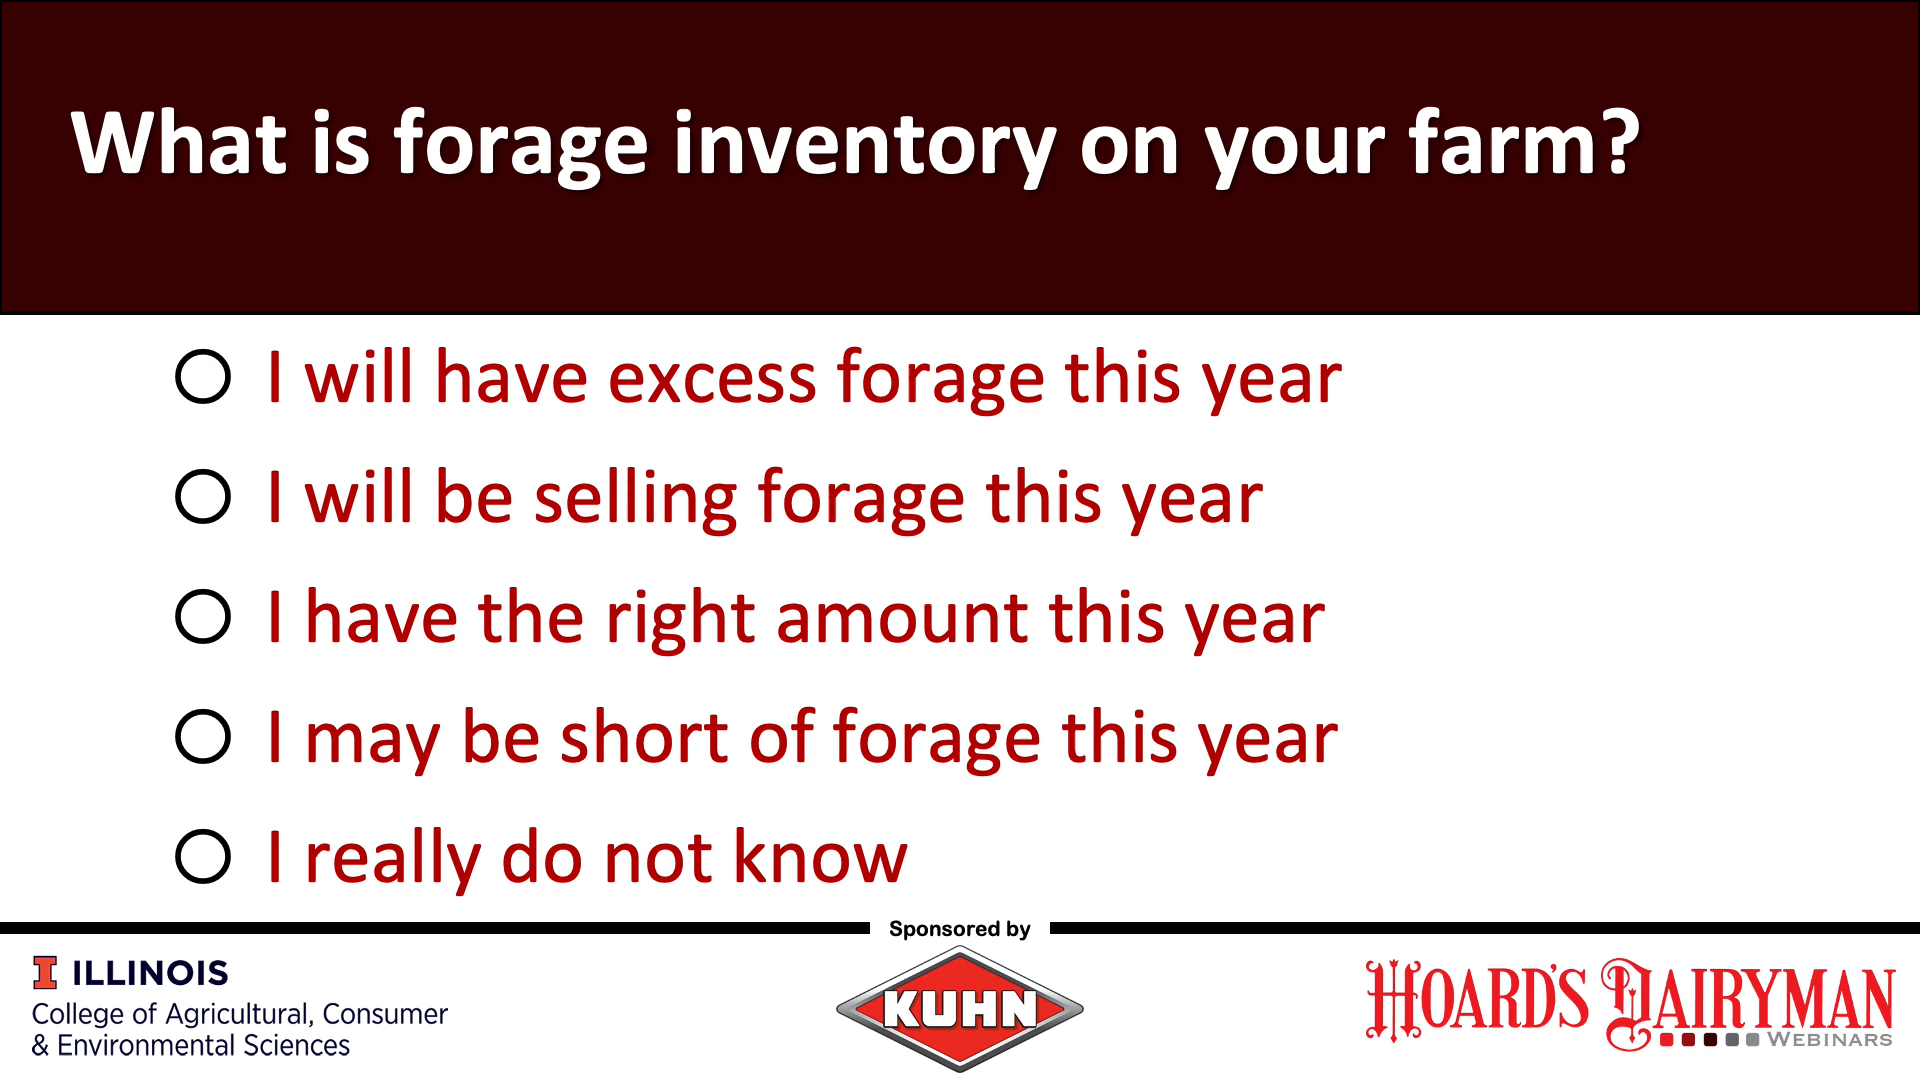 What is forage inventory on your farm?
I will have excess forage this year
I will be selling forage this year
I have the right amount this year
I may be short of forage this year
I really do not know
Sponsored by
I ILLINOIS
College of Agricultural, Consumer
& Environmental Sciences
KUHN
HOARD'S DAIRYMAN
WEBINARS